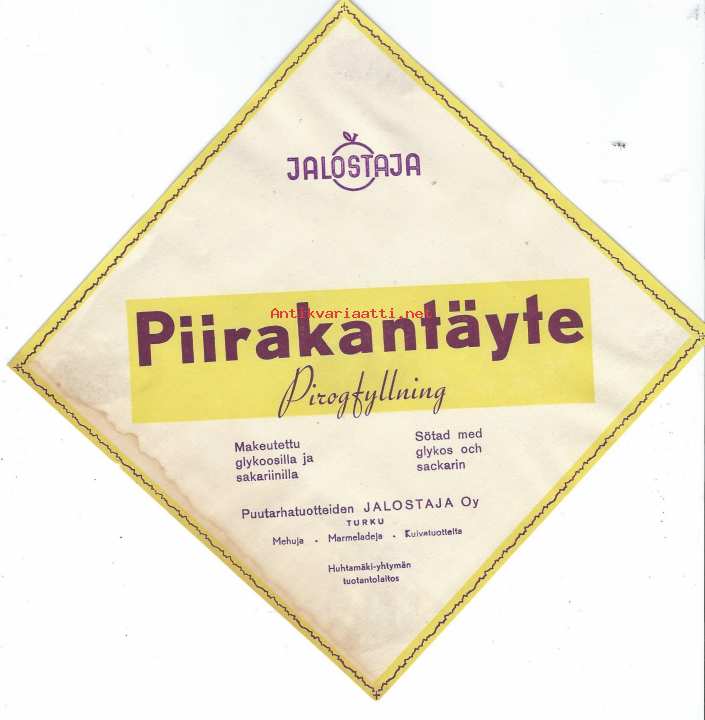 JALOSTAJA
Antikvariaatti.net
Piirakantäyte
Pirogfyllning
Makeutettu
glykoosilla ja
sakariinilla
Sötad med
glykos och
sackarin
Puutarhatuotteiden JALOSTAJA Oy
TURKU
Mehuja . Marmeladeja . Kuivatuotteita
Huhtamäki-yhtymän
tuotantolaitos